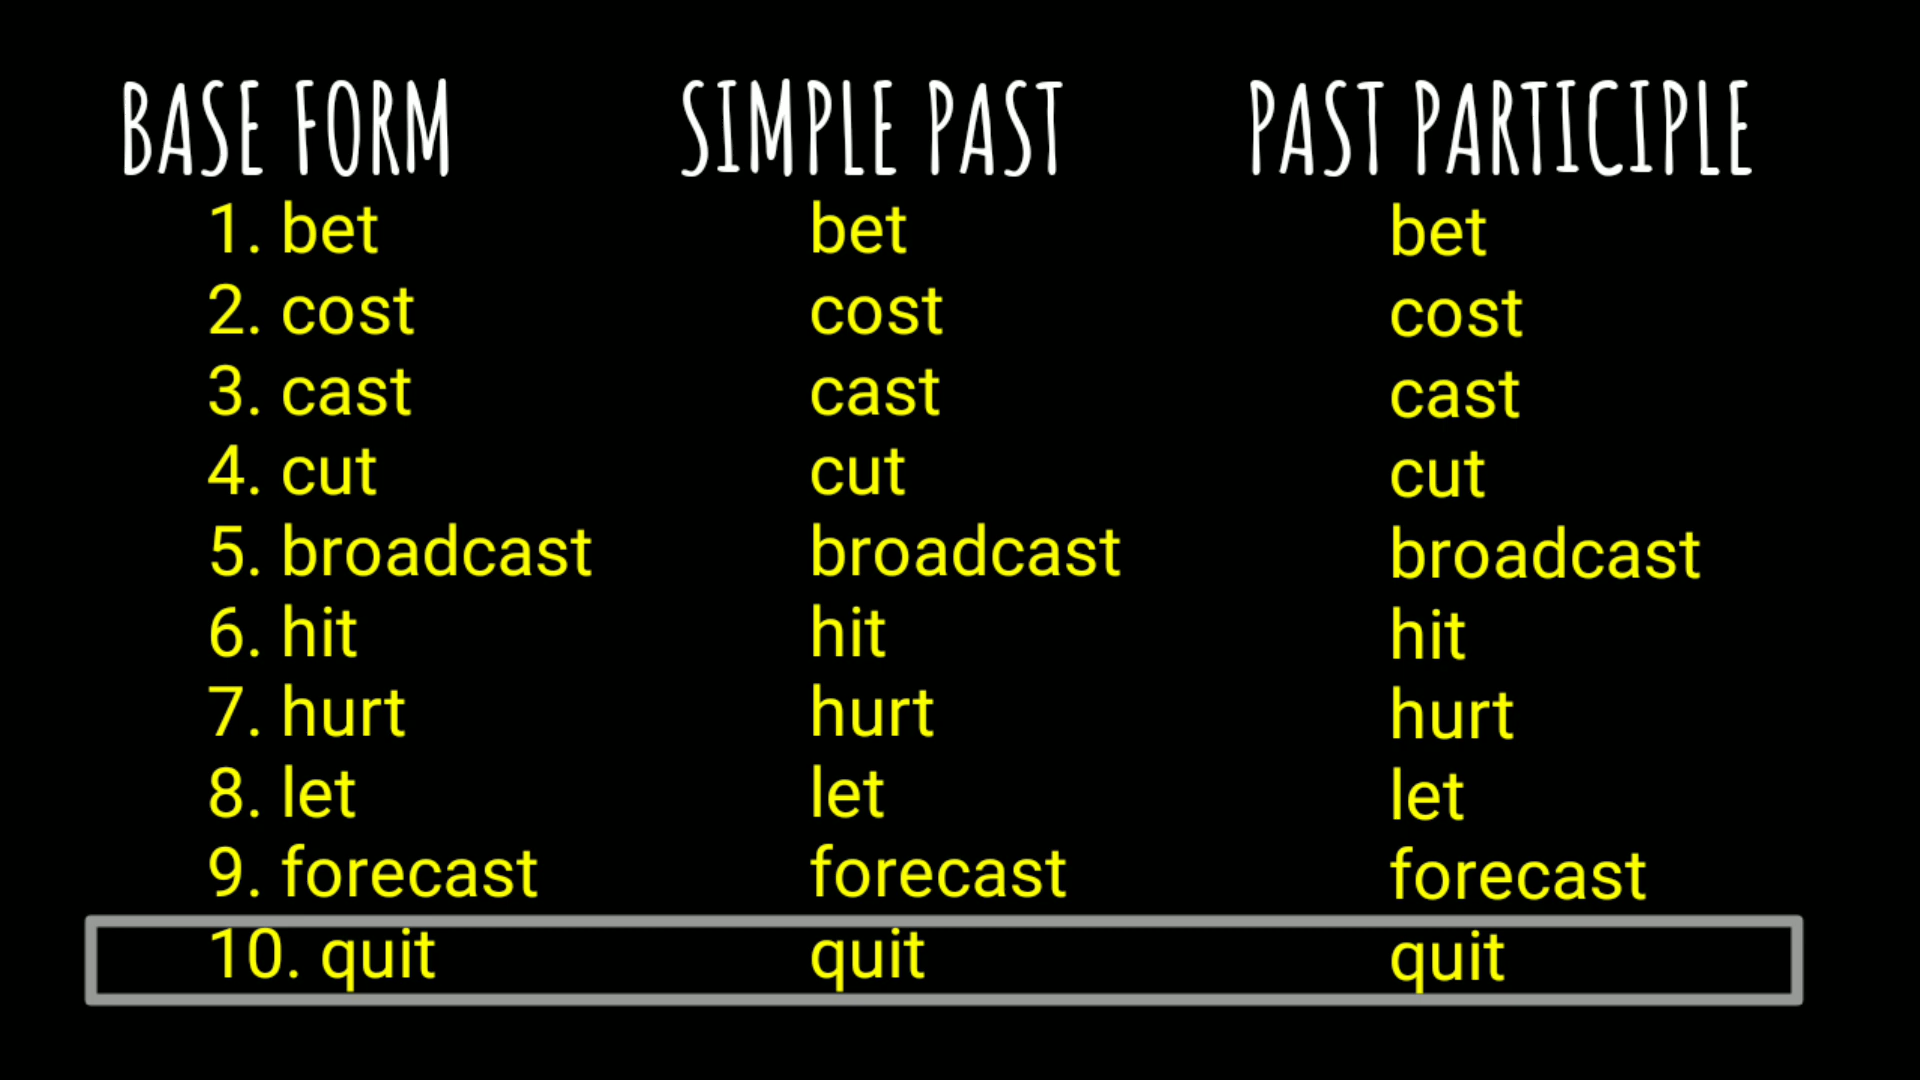 BASE FORM SIMPLE PAST PAST PARTICIPLE
1. bet bet bet
2. cost cost cost
3. cast cast cast
4. cut cut cut
5. broadcast broadcast broadcast
6. hit hit hit
7. hurt hurt hurt
8. let let let
9. forecast forecast forecast
10. quit quit quit